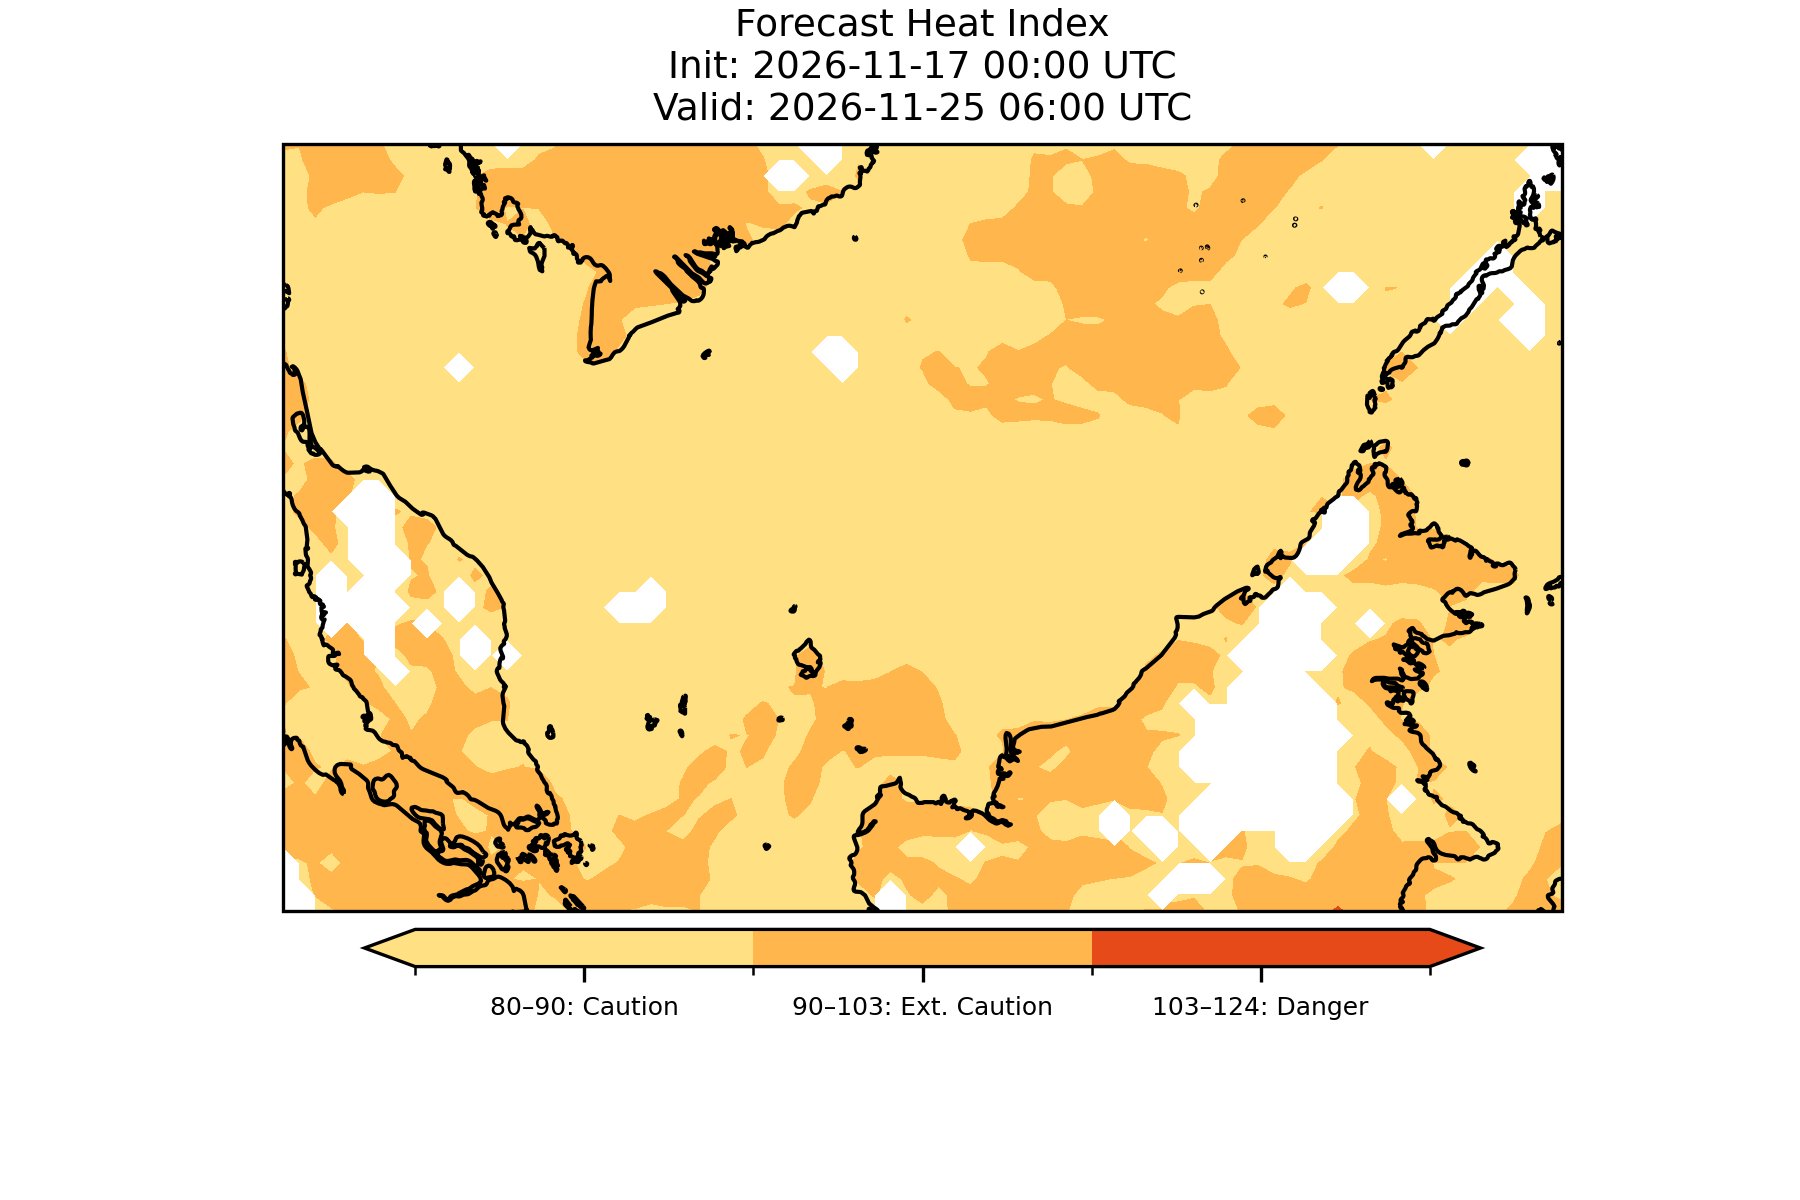 Forecast Heat Index
Init: 2026-11-17 00:00 UTC
Valid: 2026-11-25 06:00 UTC
80–90: Caution
90–103: Ext. Caution
103–124: Danger